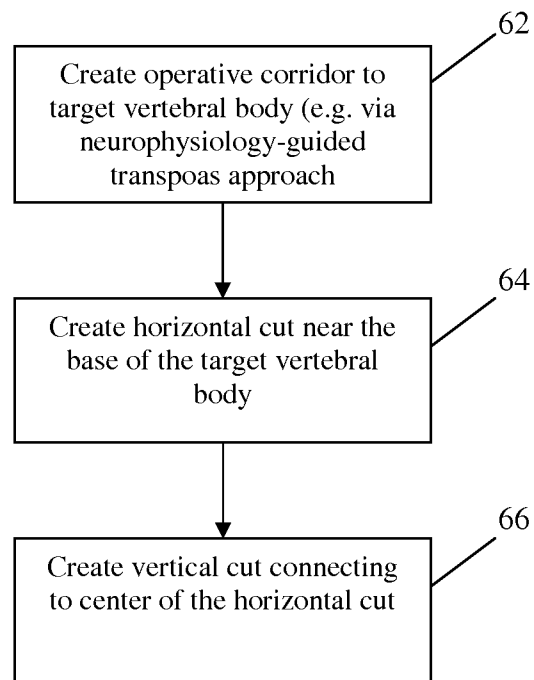 62
Create operative corridor to
target vertebral body (e.g. via
neurophysiology-guided
transpoas approach
64
Create horizontal cut near the
base of the target vertebral
body
66
Create vertical cut connecting
to center of the horizontal cut